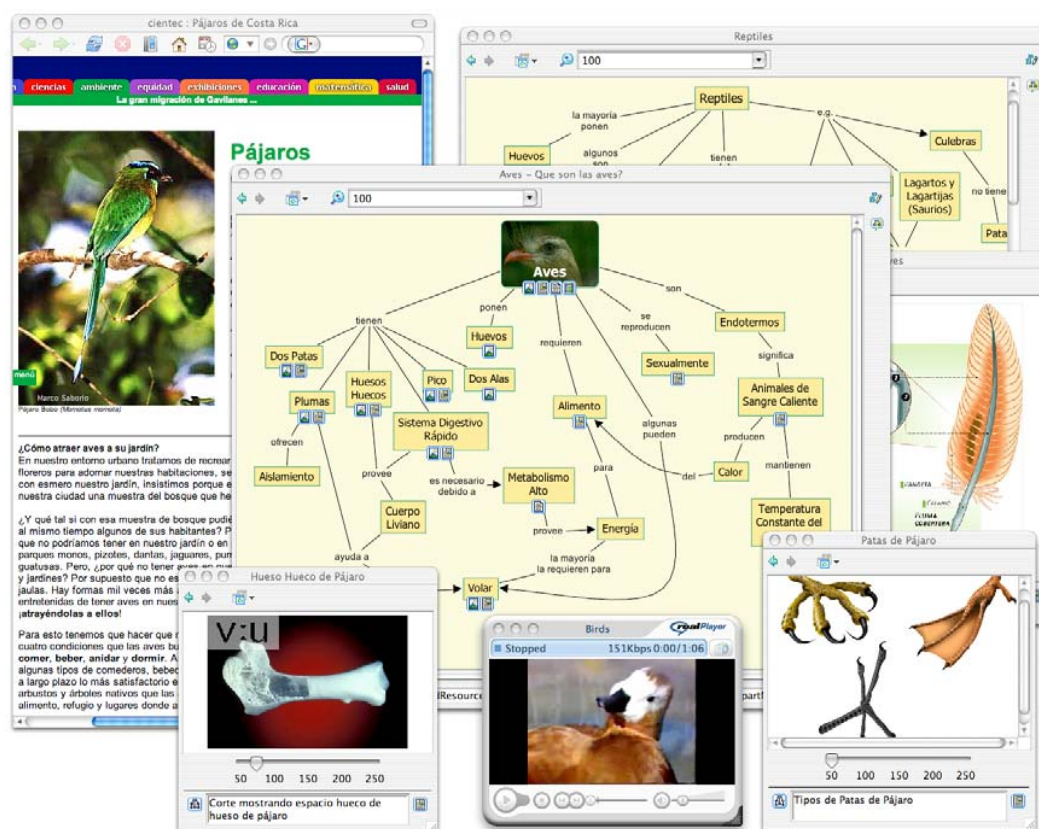 cientec : Pájaros de Costa Rica
ciencias ambiente equidad exhibiciones educación matemática salud
La gran migración de Gavilanes ...
Pájaros
menú
Marco Saborío
Pájaro Bobo (Momotus momota)
¿Cómo atraer aves a su jardín?
En nuestro entorno urbano tratamos de recrear
floreros para adornar nuestras habitaciones, se
con esmero nuestro jardín, insistimos porque e
nuestra ciudad una muestra del bosque que he
¿Y qué tal si con esa muestra de bosque pudié
al mismo tiempo algunos de sus habitantes? P
que no podríamos tener en nuestro jardín o en
parques monos, pizotes, dantas, jaguares, pum
guatusas. Pero, ¿por qué no tener aves en nue
y jardines? Por supuesto que no es
jaulas. Hay formas mil veces más
entretenidas de tener aves en nues
¡atrayéndolas a ellos!
Para esto tenemos que hacer que
cuatro condiciones que las aves bu
comer, beber, anidar y dormir. A
algunas tipos de comederos, bebed
a largo plazo lo más satisfactorio e
arbustos y árboles nativos que las
alimento, refugio y lugares donde a
Reptiles
100
Reptiles
la mayoría
ponen
Huevos
algunos
son
tienen
e.g.
Culebras
Lagartos y
Lagartijas
(Saurios)
no tiene
Pata
Aves - Que son las aves?
100
Aves
tienen
ponen
requieren
se
reproducen
son
Dos Patas
Plumas
Huesos
Huecos
Pico
Dos Alas
Huevos
Sexualmente
Endotermos
significa
Animales de
Sangre Caliente
Sistema Digestivo
Rápido
Alimento
algunas
pueden
ofrecen
Aislamiento
provee
es necesario
debido a
Metabolismo
Alto
para
producen
Calor
del
mantienen
Cuerpo
Liviano
provee
Energía
Temperatura
Constante del
ayuda a
la mayoría
la requieren para
Volar
dResource
partM
ves
CANUTO
PLUMA
COBERTORA
Hueso Hueco de Pájaro
v:u
50 100 150 200 250
Corte mostrando espacio hueco de
hueso de pájaro
Birds
realPlayer
Stopped 151Kbps 0:00/1:06
Patas de Pájaro
50 100 150 200 250
Tipos de Patas de Pájaro